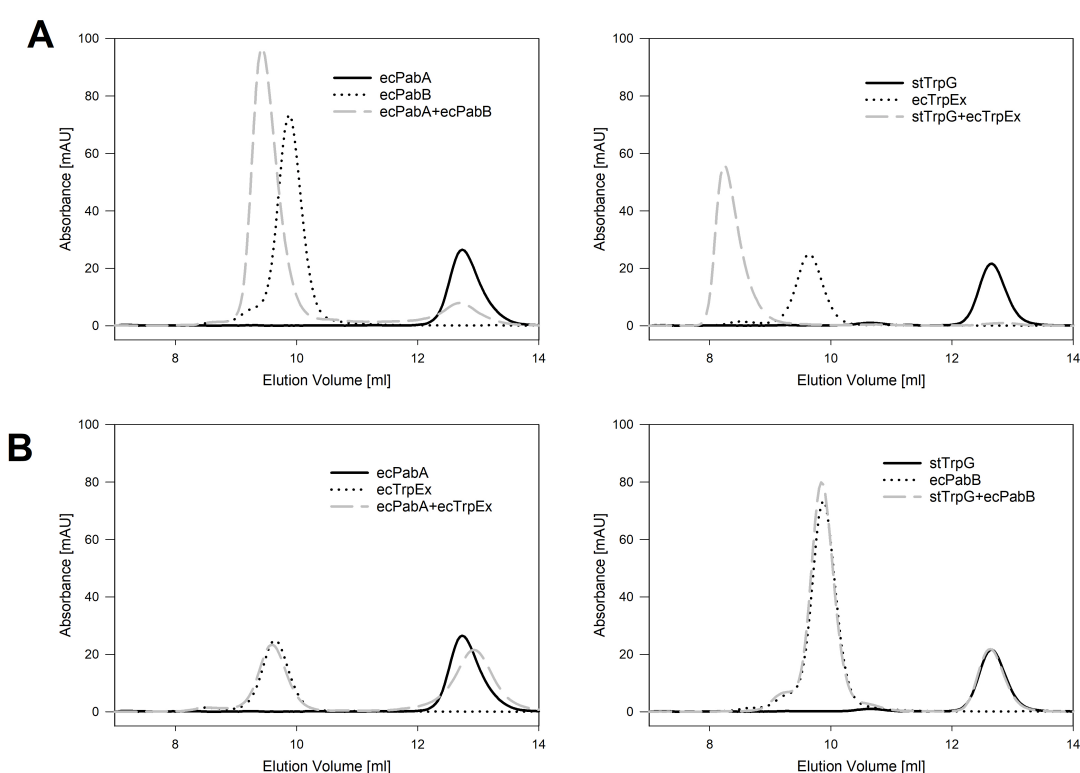 A
100
80
60
40
20
0
Absorbance [mAU]
ecPabA
ecPabB
ecPabA+ecPabB
8 10 12 14
Elution Volume [ml]
100
80
60
40
20
0
Absorbance [mAU]
stTrpG
ecTrpEx
stTrpG+ecTrpEx
8 10 12 14
Elution Volume [ml]
B
100
80
60
40
20
0
Absorbance [mAU]
ecPabA
ecTrpEx
ecPabA+ecTrpEx
8 10 12 14
Elution Volume [ml]
100
80
60
40
20
0
Absorbance [mAU]
stTrpG
ecPabB
stTrpG+ecPabB
8 10 12 14
Elution Volume [ml]